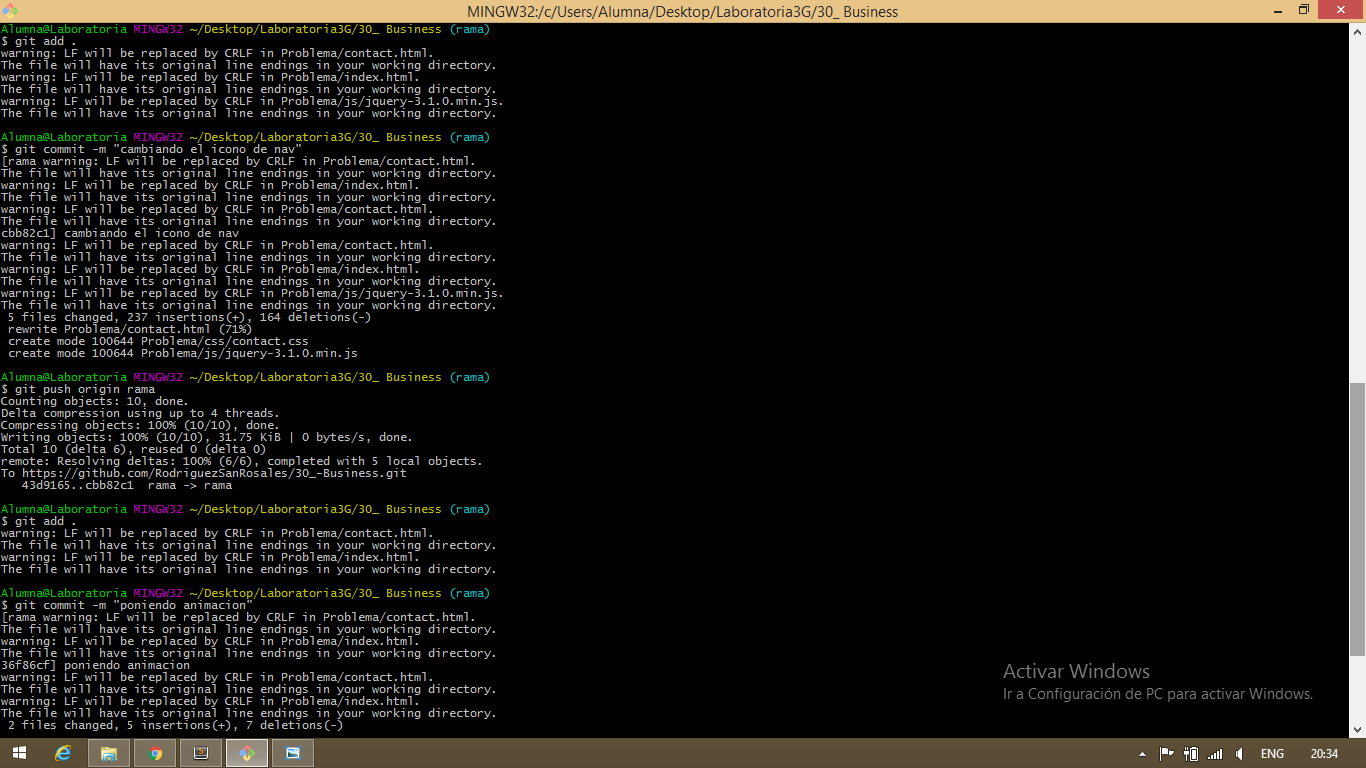 MINGW32:/c/Users/Alumna/Desktop/Laboratoria3G/30_ Business
Alumna@Laboratoria MINGW32 ~/Desktop/Laboratoria3G/30_ Business (rama)
$ git add .
warning: LF will be replaced by CRLF in Problema/contact.html.
The file will have its original line endings in your working directory.
warning: LF will be replaced by CRLF in Problema/index.html.
The file will have its original line endings in your working directory.
warning: LF will be replaced by CRLF in Problema/js/jquery-3.1.0.min.js.
The file will have its original line endings in your working directory.
Alumna@Laboratoria MINGW32 ~/Desktop/Laboratoria3G/30_ Business (rama)
$ git commit -m "cambiando el icono de nav"
[rama warning: LF will be replaced by CRLF in Problema/contact.html.
The file will have its original line endings in your working directory.
warning: LF will be replaced by CRLF in Problema/index.html.
The file will have its original line endings in your working directory.
warning: LF will be replaced by CRLF in Problema/contact.html.
The file will have its original line endings in your working directory.
cbb82c1] cambiando el icono de nav
warning: LF will be replaced by CRLF in Problema/contact.html.
The file will have its original line endings in your working directory.
warning: LF will be replaced by CRLF in Problema/index.html.
The file will have its original line endings in your working directory.
warning: LF will be replaced by CRLF in Problema/js/jquery-3.1.0.min.js.
The file will have its original line endings in your working directory.
5 files changed, 237 insertions(+), 164 deletions(-)
rewrite Problema/contact.html (71%)
create mode 100644 Problema/css/contact.css
create mode 100644 Problema/js/jquery-3.1.0.min.js
Alumna@Laboratoria MINGW32 ~/Desktop/Laboratoria3G/30_ Business (rama)
$ git push origin rama
Counting objects: 10, done.
Delta compression using up to 4 threads.
Compressing objects: 100% (10/10), done.
Writing objects: 100% (10/10), 31.75 KiB | 0 bytes/s, done.
Total 10 (delta 6), reused 0 (delta 0)
remote: Resolving deltas: 100% (6/6), completed with 5 local objects.
To https://github.com/RodriguezSanRosales/30_-Business.git
43d9165..cbb82c1  rama -> rama
Alumna@Laboratoria MINGW32 ~/Desktop/Laboratoria3G/30_ Business (rama)
$ git add .
warning: LF will be replaced by CRLF in Problema/contact.html.
The file will have its original line endings in your working directory.
warning: LF will be replaced by CRLF in Problema/index.html.
The file will have its original line endings in your working directory.
Alumna@Laboratoria MINGW32 ~/Desktop/Laboratoria3G/30_ Business (rama)
$ git commit -m "poniendo animacion"
[rama warning: LF will be replaced by CRLF in Problema/contact.html.
The file will have its original line endings in your working directory.
warning: LF will be replaced by CRLF in Problema/index.html.
The file will have its original line endings in your working directory.
36f86cf] poniendo animacion
warning: LF will be replaced by CRLF in Problema/contact.html.
The file will have its original line endings in your working directory.
warning: LF will be replaced by CRLF in Problema/index.html.
The file will have its original line endings in your working directory.
2 files changed, 5 insertions(+), 7 deletions(-)
Activar Windows
Ir a Configuración de PC para activar Windows.
ENG
20:34